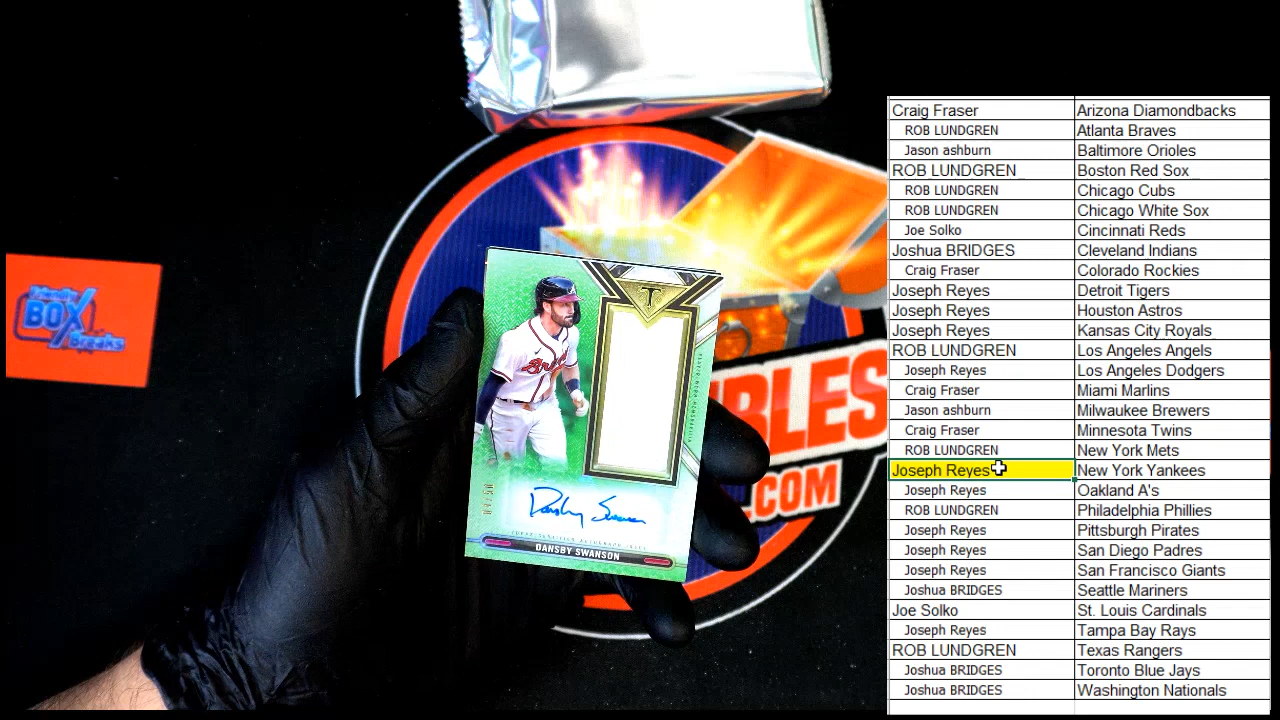 Craig Fraser Arizona Diamondbacks
ROB LUNDGREN Atlanta Braves
Jason ashburn Baltimore Orioles
ROB LUNDGREN Boston Red Sox
ROB LUNDGREN Chicago Cubs
ROB LUNDGREN Chicago White Sox
Joe Solko Cincinnati Reds
Joshua BRIDGES Cleveland Indians
Craig Fraser Colorado Rockies
Joseph Reyes Detroit Tigers
Joseph Reyes Houston Astros
Joseph Reyes Kansas City Royals
ROB LUNDGREN Los Angeles Angels
Joseph Reyes Los Angeles Dodgers
Craig Fraser Miami Marlins
Jason ashburn Milwaukee Brewers
Craig Fraser Minnesota Twins
ROB LUNDGREN New York Mets
Joseph Reyes New York Yankees
Joseph Reyes Oakland A's
ROB LUNDGREN Philadelphia Phillies
Joseph Reyes Pittsburgh Pirates
Joseph Reyes San Diego Padres
Joseph Reyes San Francisco Giants
Joshua BRIDGES Seattle Mariners
Joe Solko St. Louis Cardinals
Joseph Reyes Tampa Bay Rays
ROB LUNDGREN Texas Rangers
Joshua BRIDGES Toronto Blue Jays
Joshua BRIDGES Washington Nationals
BOX
Breaks
T
Braves
Dansby Swanson
DANSBY SWANSON
BLES
.COM